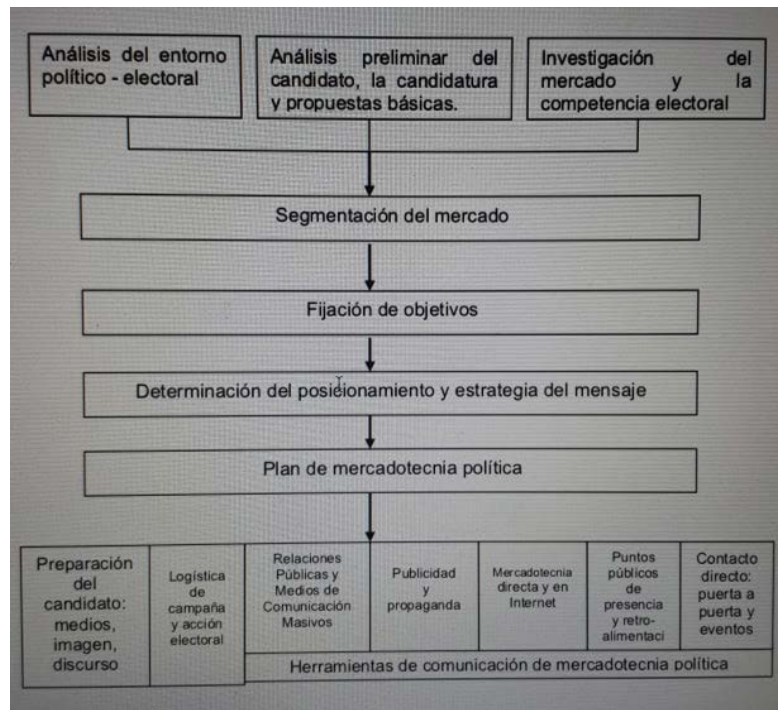 Análisis del entorno
político - electoral
Análisis preliminar del
candidato, la candidatura
y propuestas básicas.
Investigación del
mercado y la
competencia electoral
Segmentación del mercado
Fijación de objetivos
Determinación del posicionamiento y estrategia del mensaje
Plan de mercadotecnia política
Preparación
del
candidato:
medios,
imagen,
discurso
Logística
de
campaña
y acción
electoral
Relaciones
Públicas y
Medios de
Comunicación
Masivos
Publicidad
y
propaganda
Mercadotecnia
directa y en
Internet
Puntos
públicos
de
presencia
y retro-
alimentaci
Contacto
directo:
puerta a
puerta y
eventos
Herramientas de comunicación de mercadotecnia política